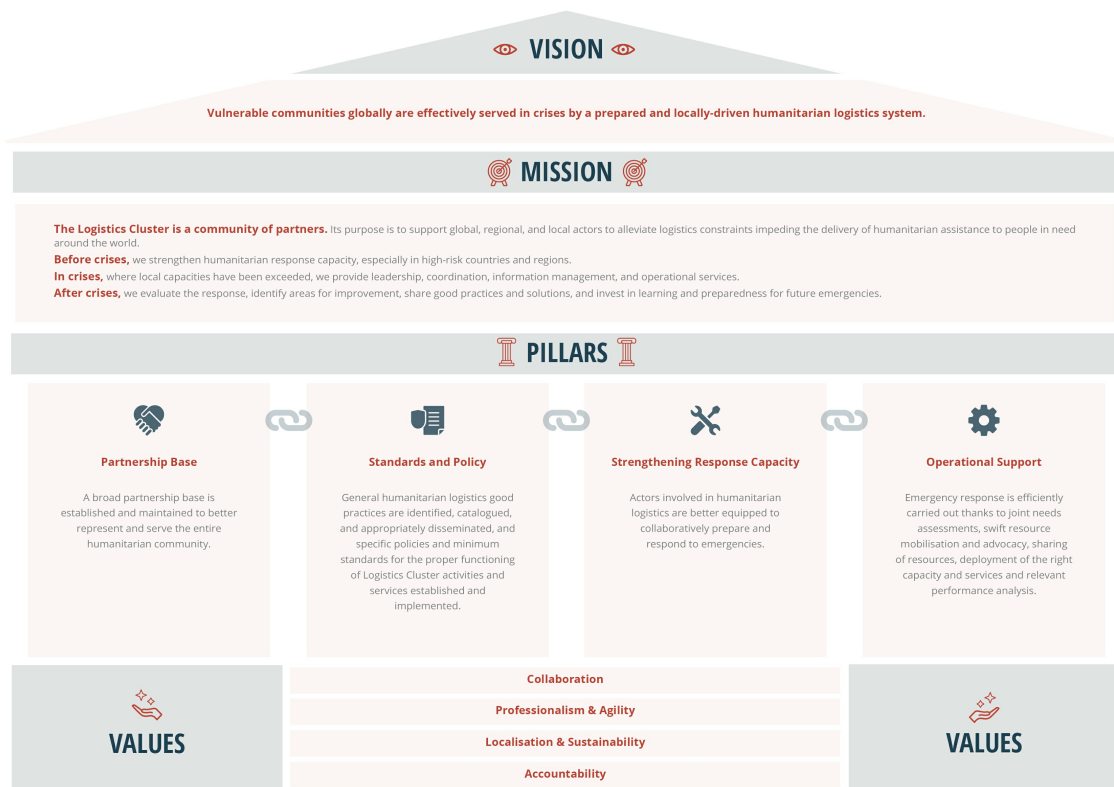 VISION
Vulnerable communities globally are effectively served in crises by a prepared and locally-driven humanitarian logistics system.
MISSION
The Logistics Cluster is a community of partners. Its purpose is to support global, regional, and local actors to alleviate logistics constraints impeding the delivery of humanitarian assistance to people in need
around the world.
Before crises, we strengthen humanitarian response capacity, especially in high-risk countries and regions.
In crises, where local capacities have been exceeded, we provide leadership, coordination, information management, and operational services.
After crises, we evaluate the response, identify areas for improvement, share good practices and solutions, and invest in learning and preparedness for future emergencies.
PILLARS
Partnership Base
A broad partnership base is
established and maintained to better
represent and serve the entire
humanitarian community.
Standards and Policy
General humanitarian logistics good
practices are identified, catalogued,
and appropriately disseminated, and
specific policies and minimum
standards for the proper functioning
of Logistics Cluster activities and
services established and
implemented.
Strengthening Response Capacity
Actors involved in humanitarian
logistics are better equipped to
collaboratively prepare and
respond to emergencies.
Operational Support
Emergency response is efficiently
carried out thanks to joint needs
assessments, swift resource
mobilisation and advocacy, sharing
of resources, deployment of the right
capacity and services and relevant
performance analysis.
VALUES
Collaboration
Professionalism & Agility
Localisation & Sustainability
Accountability
VALUES